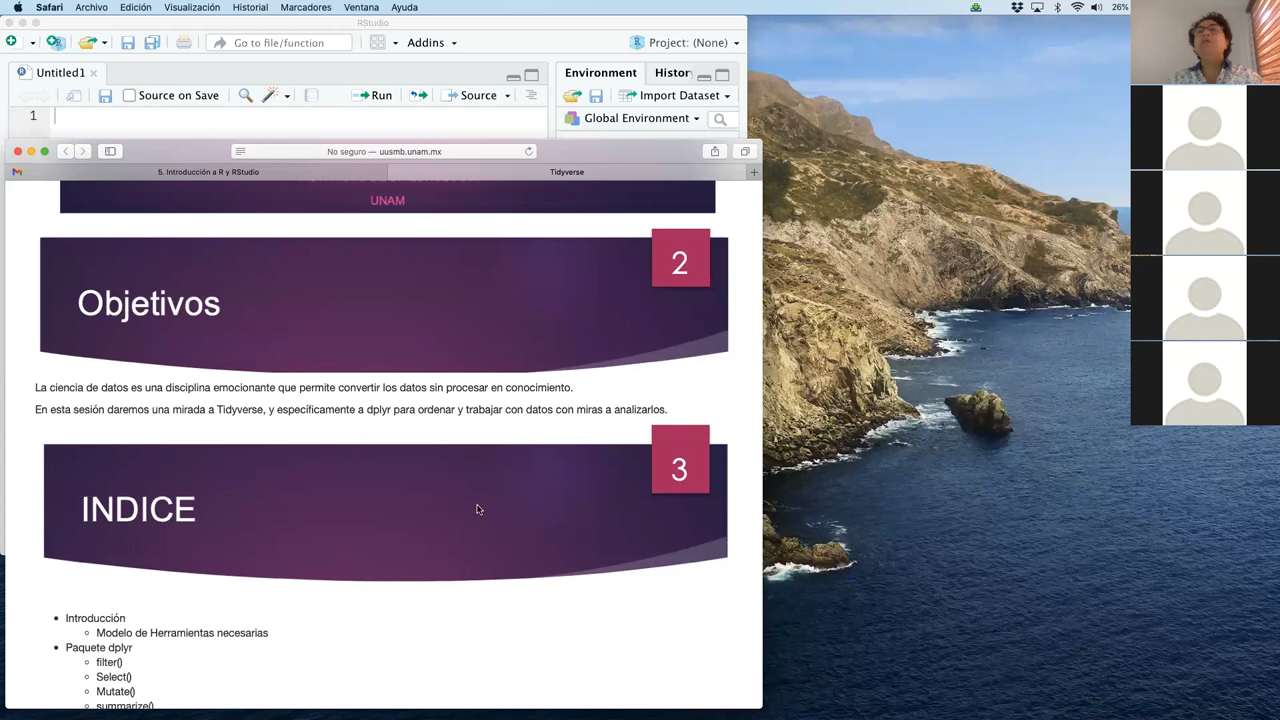 Safari Archivo Edición Visualización Historial Marcadores Ventana Ayuda 26%
RStudio
Go to file/function Addins Project: (None)
Untitled1 Environment Histor
Source on Save Run Source Import Dataset
1 Global Environment
No seguro — uusmb.unam.mx
5. Introducción a R y RStudio Tidyverse
UNAM
2
Objetivos
La ciencia de datos es una disciplina emocionante que permite convertir los datos sin procesar en conocimiento.
En esta sesión daremos una mirada a Tidyverse, y específicamente a dplyr para ordenar y trabajar con datos con miras a analizarlos.
3
INDICE
Introducción
Modelo de Herramientas necesarias
Paquete dplyr
filter()
Select()
Mutate()
summarize()